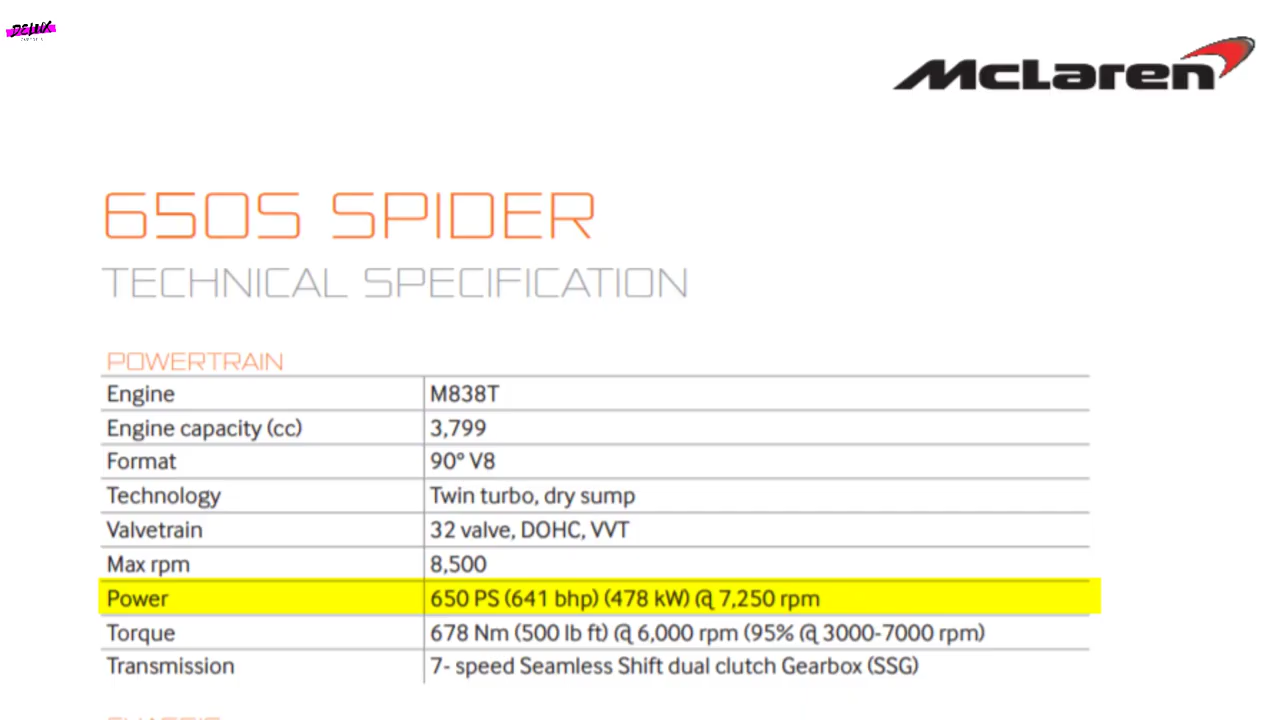 DELUX
McLaren
650S SPIDER
TECHNICAL SPECIFICATION
POWERTRAIN
Engine M838T
Engine capacity (cc) 3,799
Format 90° V8
Technology Twin turbo, dry sump
Valvetrain 32 valve, DOHC, VVT
Max rpm 8,500
Power 650 PS (641 bhp) (478 kW) @ 7,250 rpm
Torque 678 Nm (500 lb ft) @ 6,000 rpm (95% @ 3000-7000 rpm)
Transmission 7- speed Seamless Shift dual clutch Gearbox (SSG)